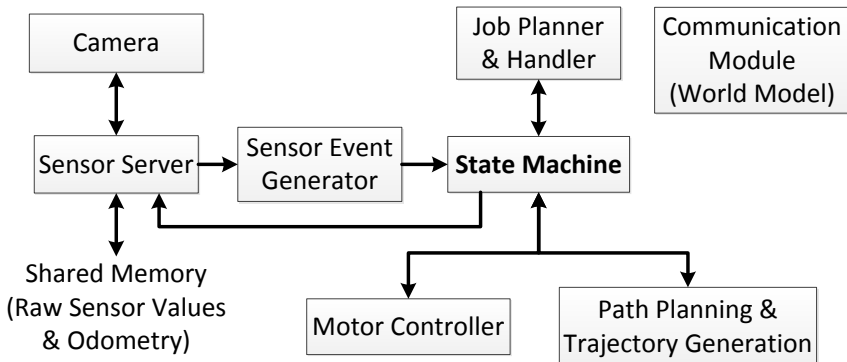 Camera
Job Planner
& Handler
Communication
Module
(World Model)
Sensor Server
Sensor Event
Generator
State Machine
Shared Memory
(Raw Sensor Values
& Odometry)
Motor Controller
Path Planning &
Trajectory Generation